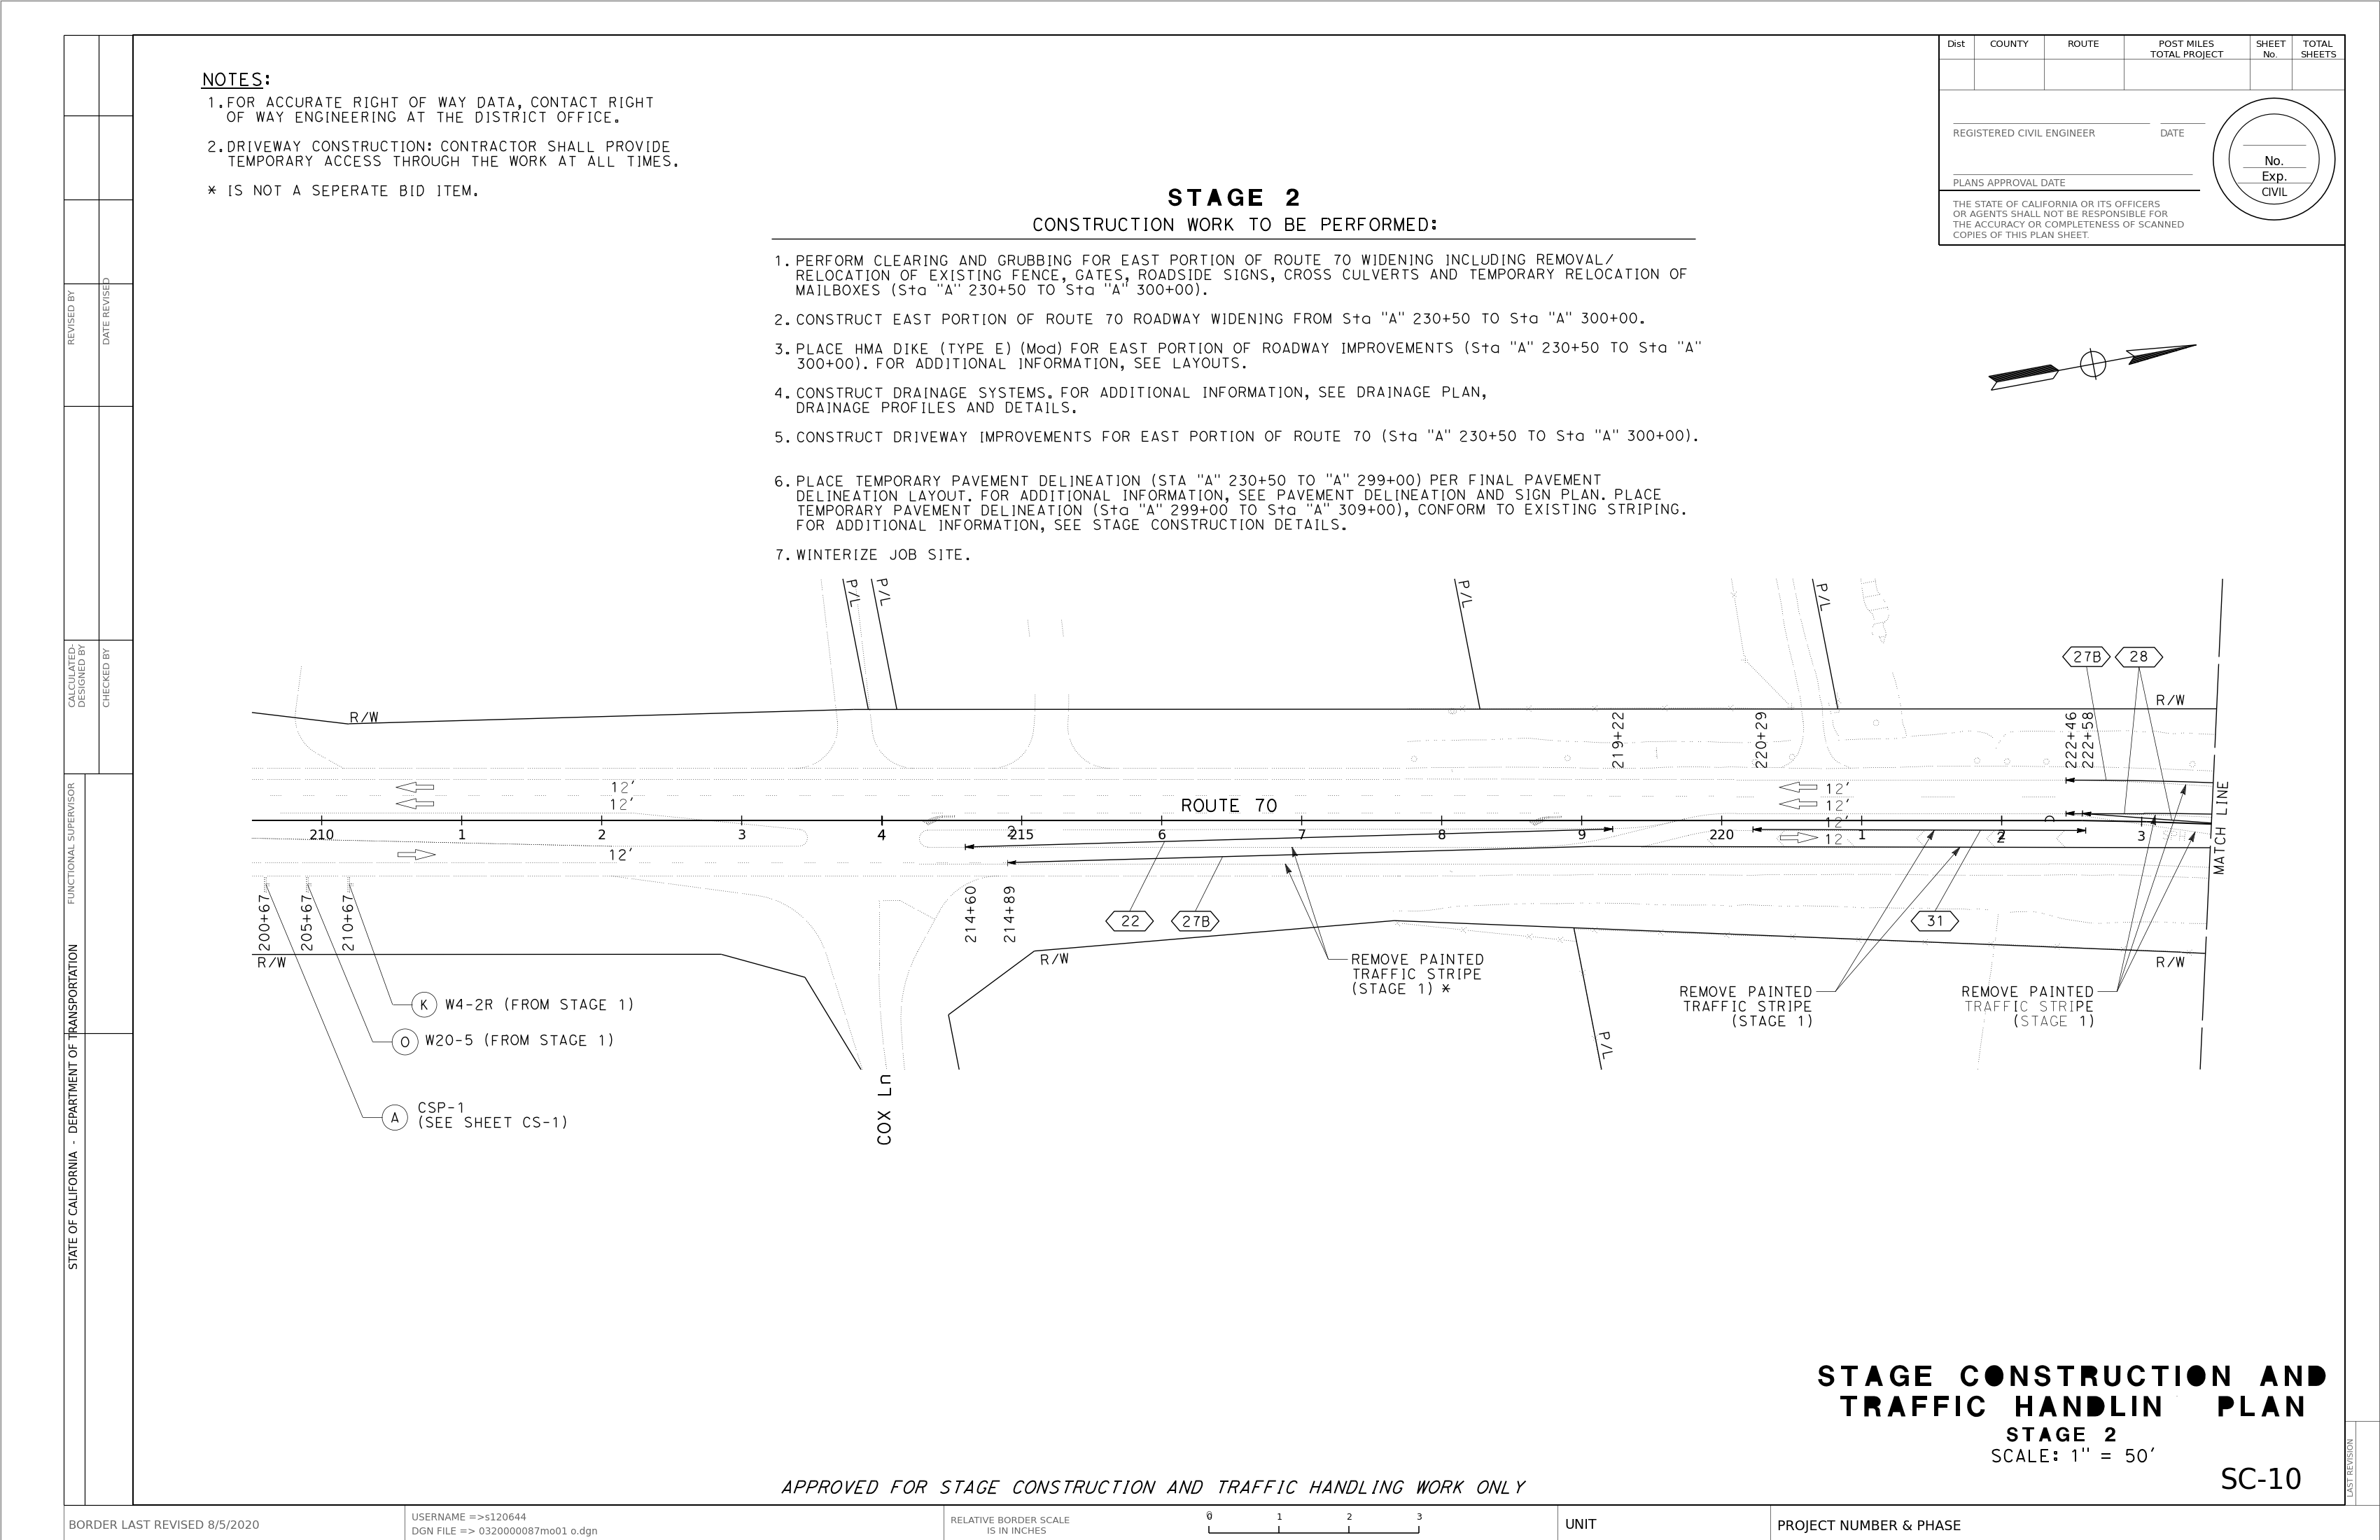 Dist COUNTY ROUTE POST MILES TOTAL PROJECT SHEET No. TOTAL SHEETS
REGISTERED CIVIL ENGINEER DATE
PLANS APPROVAL DATE
No.
Exp.
CIVIL
THE STATE OF CALIFORNIA OR ITS OFFICERS
OR AGENTS SHALL NOT BE RESPONSIBLE FOR
THE ACCURACY OR COMPLETENESS OF SCANNED
COPIES OF THIS PLAN SHEET.
NOTES:
1. FOR ACCURATE RIGHT OF WAY DATA, CONTACT RIGHT
OF WAY ENGINEERING AT THE DISTRICT OFFICE.
2. DRIVEWAY CONSTRUCTION: CONTRACTOR SHALL PROVIDE
TEMPORARY ACCESS THROUGH THE WORK AT ALL TIMES.
* IS NOT A SEPERATE BID ITEM.
STAGE 2
CONSTRUCTION WORK TO BE PERFORMED:
1. PERFORM CLEARING AND GRUBBING FOR EAST PORTION OF ROUTE 70 WIDENING INCLUDING REMOVAL/
RELOCATION OF EXISTING FENCE, GATES, ROADSIDE SIGNS, CROSS CULVERTS AND TEMPORARY RELOCATION OF
MAILBOXES (Sta "A" 230+50 TO Sta "A" 300+00).
2. CONSTRUCT EAST PORTION OF ROUTE 70 ROADWAY WIDENING FROM Sta "A" 230+50 TO Sta "A" 300+00.
3. PLACE HMA DIKE (TYPE E) (Mod) FOR EAST PORTION OF ROADWAY IMPROVEMENTS (Sta "A" 230+50 TO Sta "A"
300+00). FOR ADDITIONAL INFORMATION, SEE LAYOUTS.
4. CONSTRUCT DRAINAGE SYSTEMS. FOR ADDITIONAL INFORMATION, SEE DRAINAGE PLAN,
DRAINAGE PROFILES AND DETAILS.
5. CONSTRUCT DRIVEWAY IMPROVEMENTS FOR EAST PORTION OF ROUTE 70 (Sta "A" 230+50 TO Sta "A" 300+00).
6. PLACE TEMPORARY PAVEMENT DELINEATION (STA "A" 230+50 TO "A" 299+00) PER FINAL PAVEMENT
DELINEATION LAYOUT. FOR ADDITIONAL INFORMATION, SEE PAVEMENT DELINEATION AND SIGN PLAN. PLACE
TEMPORARY PAVEMENT DELINEATION (Sta "A" 299+00 TO Sta "A" 309+00), CONFORM TO EXISTING STRIPING.
FOR ADDITIONAL INFORMATION, SEE STAGE CONSTRUCTION DETAILS.
7. WINTERIZE JOB SITE.
P/L P/L P/L P/L
27B 28
R/W R/W
219+22 220+29 222+46 222+58
12' 12'
12' 12'
ROUTE 70
12'
210 1 2 3 4 215 6 7 8 9 220 1 2 3
12' 12
MATCH LINE
200+67 205+67 210+67 214+60 214+89
22 27B 31
R/W R/W R/W
REMOVE PAINTED
TRAFFIC STRIPE
(STAGE 1) *
REMOVE PAINTED
TRAFFIC STRIPE
(STAGE 1)
REMOVE PAINTED
TRAFFIC STRIPE
(STAGE 1)
K W4-2R (FROM STAGE 1)
O W20-5 (FROM STAGE 1)
P/L
A CSP-1
(SEE SHEET CS-1)
COX Ln
STAGE CONSTRUCTION AND
TRAFFIC HANDLIN PLAN
STAGE 2
SCALE: 1" = 50'
SC-10
APPROVED FOR STAGE CONSTRUCTION AND TRAFFIC HANDLING WORK ONLY
REVISED BY
DATE REVISED
CALCULATED-
DESIGNED BY
CHECKED BY
FUNCTIONAL SUPERVISOR
STATE OF CALIFORNIA - DEPARTMENT OF TRANSPORTATION
LAST REVISION
BORDER LAST REVISED 8/5/2020
USERNAME =>s120644
DGN FILE => 0320000087mo01 o.dgn
RELATIVE BORDER SCALE
IS IN INCHES
0 1 2 3
UNIT
PROJECT NUMBER & PHASE